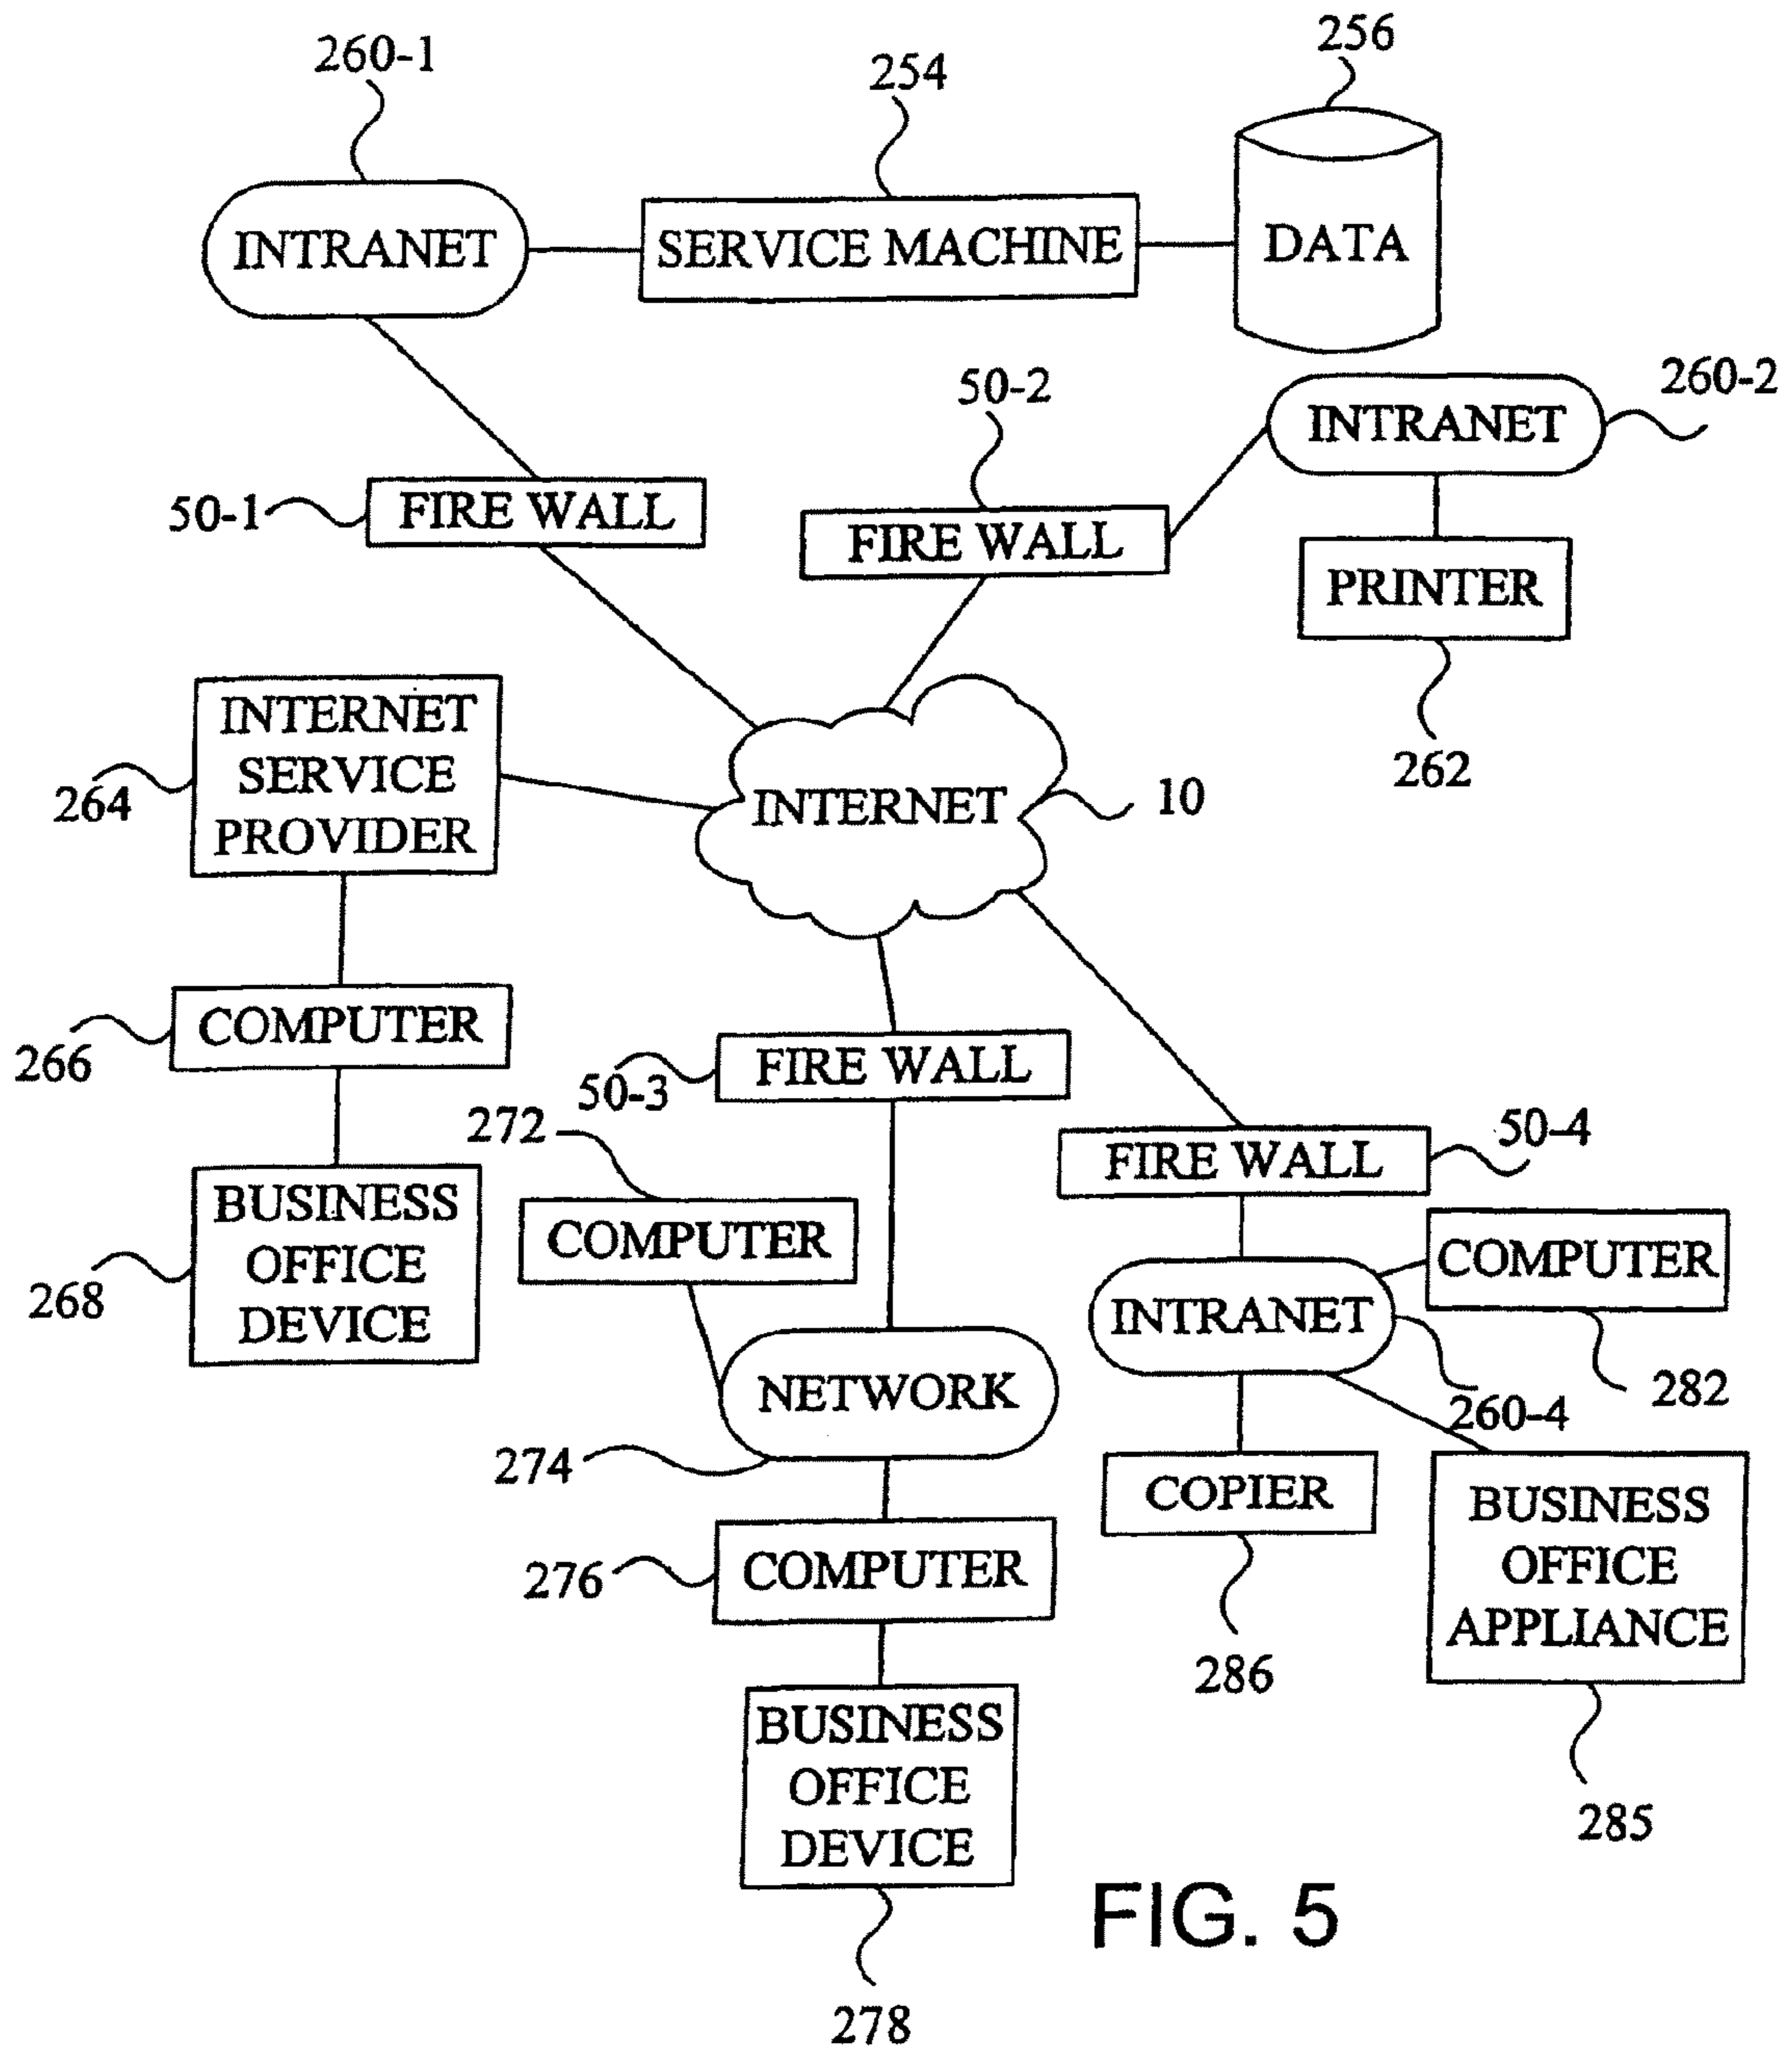 260-1
254
256
INTRANET
SERVICE MACHINE
DATA
50-2
260-2
INTRANET
50-1
FIRE WALL
FIRE WALL
PRINTER
262
INTERNET
SERVICE
PROVIDER
264
INTERNET
10
COMPUTER
266
FIRE WALL
50-3
272
50-4
FIRE WALL
BUSINESS
OFFICE
DEVICE
268
COMPUTER
COMPUTER
282
INTRANET
260-4
NETWORK
274
COPIER
286
BUSINESS
OFFICE
APPLIANCE
285
COMPUTER
276
BUSINESS
OFFICE
DEVICE
278
FIG. 5